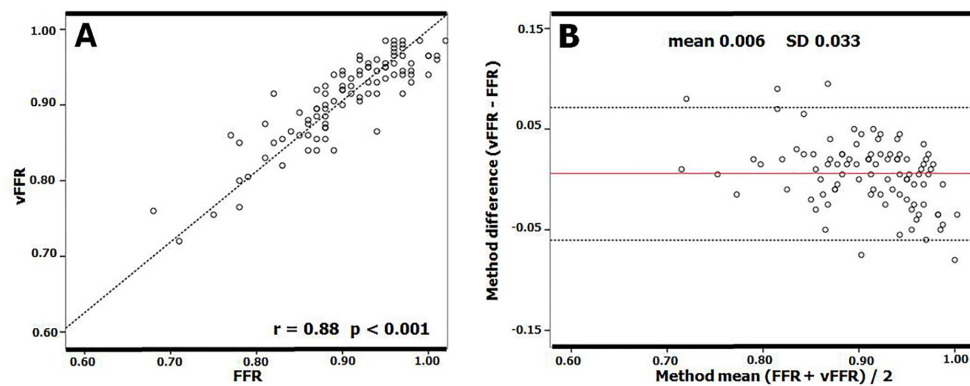 A
1.00
0.90
0.80
0.70
0.60
vFFR
r = 0.88 p < 0.001
0.60 0.70 0.80 0.90 1.00
FFR
B
mean 0.006 SD 0.033
0.15
0.05
-0.05
-0.15
Method difference (vFFR - FFR)
0.60 0.70 0.80 0.90 1.00
Method mean (FFR + vFFR) / 2